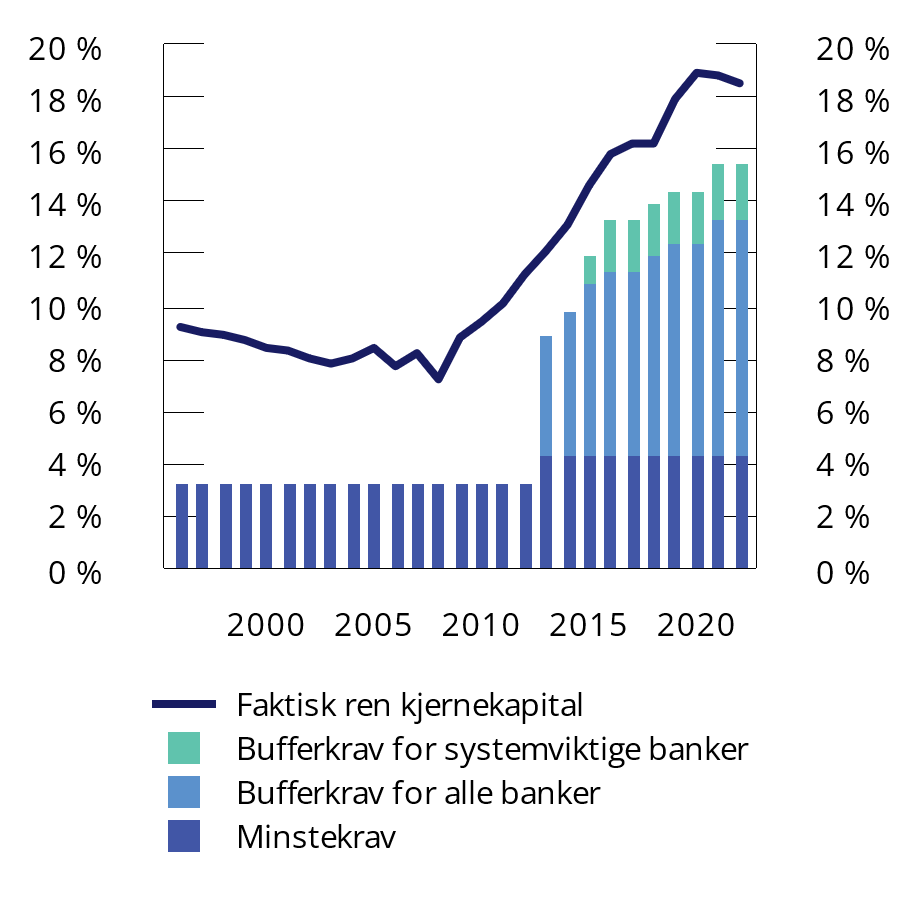 20 % 20 %
18 % 18 %
16 % 16 %
14 % 14 %
12 % 12 %
10 % 10 %
8 % 8 %
6 % 6 %
4 % 4 %
2 % 2 %
0 % 0 %
2000 2005 2010 2015 2020
Faktisk ren kjernekapital
Bufferkrav for systemviktige banker
Bufferkrav for alle banker
Minstekrav